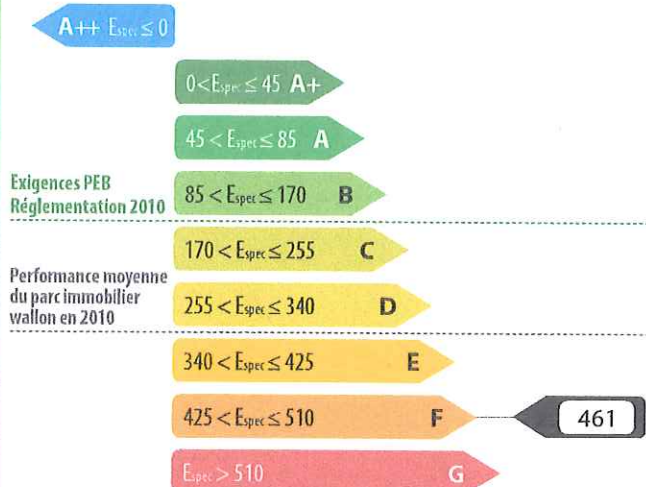 A++ Espec ≤ 0
0 < Espec ≤ 45 A+
45 < Espec ≤ 85 A
Exigences PEB
Réglementation 2010
85 < Espec ≤ 170 B
170 < Espec ≤ 255 C
Performance moyenne
du parc immobilier
wallon en 2010
255 < Espec ≤ 340 D
340 < Espec ≤ 425 E
425 < Espec ≤ 510 F 461
Espec > 510 G